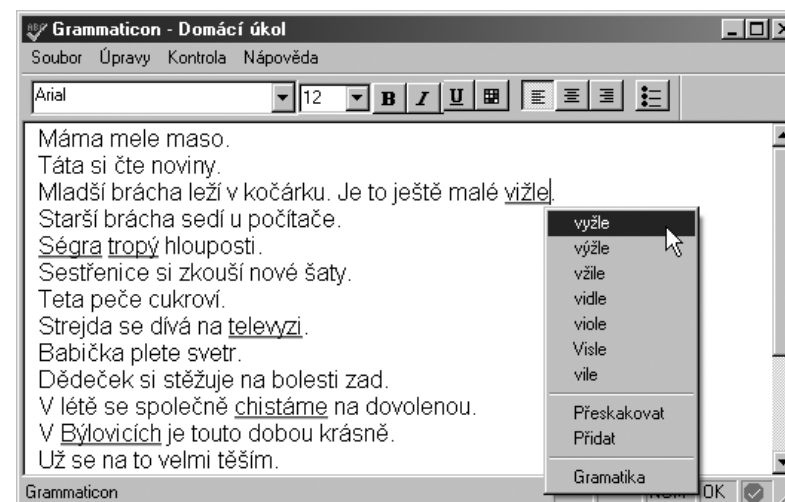 Grammaticon - Domácí úkol
Soubor Úpravy Kontrola Nápověda
Arial 12 B I U
Máma mele maso.
Táta si čte noviny.
Mladší brácha leží v kočárku. Je to ještě malé vižle.
Starší brácha sedí u počítače.
Ségra tropý hlouposti.
Sestřenice si zkouší nové šaty.
Teta peče cukroví.
Strejda se dívá na televyzi.
Babička plete svetr.
Dědeček si stěžuje na bolesti zad.
V létě se společně chistáme na dovolenou.
V Býlovicích je touto dobou krásně.
Už se na to velmi těším.
vyžle
výžle
vžile
vidle
viole
Visle
vile
Přeskakovat
Přidat
Gramatika
Grammaticon OK